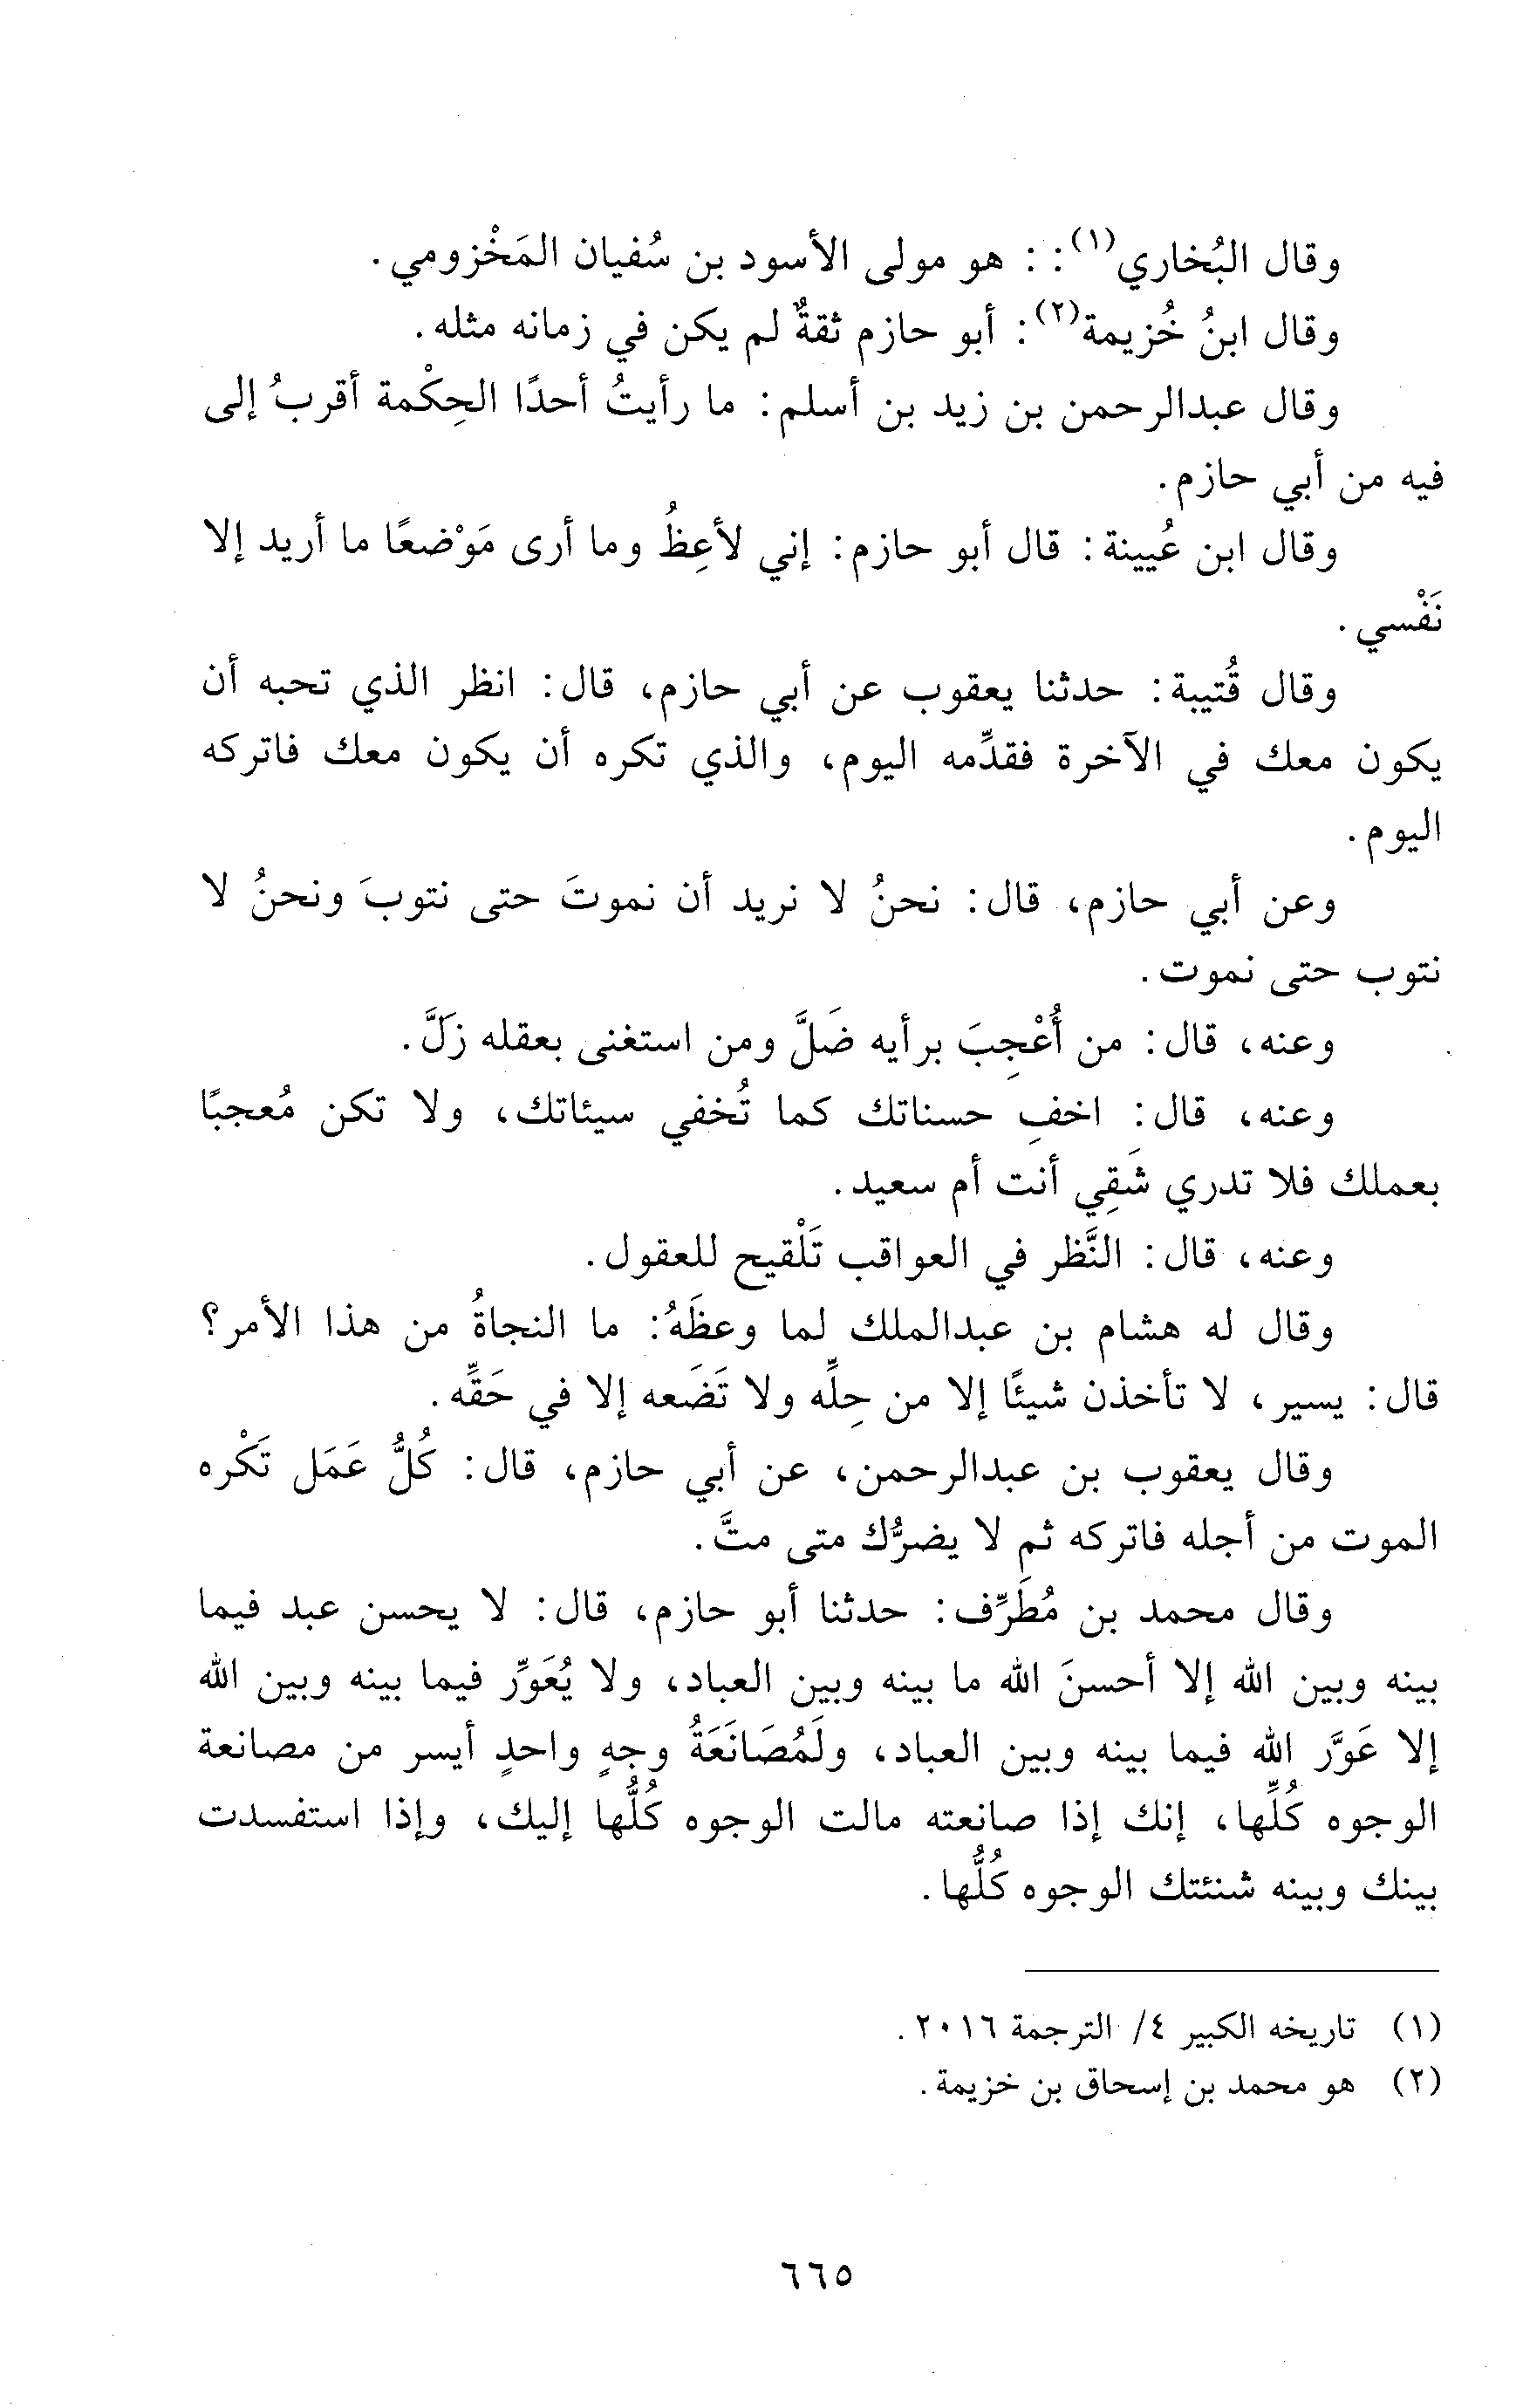 وقال البُخاري(١): : هو مولى الأسود بن سُفيان المَخْزومي.
وقال ابنُ خُزيمة(٢): أبو حازم ثقةٌ لم يكن في زمانه مثله.
وقال عبدالرحمن بن زيد بن أسلم: ما رأيتُ أحدًا الحِكْمة أقربُ إلى
فيه من أبي حازم.
وقال ابن عُيينة: قال أبو حازم: إني لأعِظُ وما أرى مَوْضعًا ما أريد إلا
نَفْسي.
وقال قُتيبة: حدثنا يعقوب عن أبي حازم، قال: انظر الذي تحبه أن
يكون معك في الآخرة فقدِّمه اليوم، والذي تكره أن يكون معك فاتركه
اليوم.
وعن أبي حازم، قال: نحنُ لا نريد أن نموتَ حتى نتوبَ ونحنُ لا
نتوب حتى نموت.
وعنه، قال: من أُعْجِبَ برأيه ضَلَّ ومن استغنى بعقله زلَّ.
وعنه، قال: اخفِ حسناتك كما تُخفي سيئاتك، ولا تكن مُعجبًا
بعملك فلا تدري شَقِي أنت أم سعيد.
وعنه، قال: النَّظر في العواقب تَلْقيح للعقول.
وقال له هشام بن عبدالملك لما وعظَهُ: ما النجاةُ من هذا الأمر؟
قال: يسير، لا تأخذن شيئًا إلا من حِلِّه ولا تَضَعه إلا في حَقِّه.
وقال يعقوب بن عبدالرحمن، عن أبي حازم، قال: كُلُّ عَمَل تَكْره
الموت من أجله فاتركه ثم لا يضرُّك متى متَّ.
وقال محمد بن مُطَرِّف: حدثنا أبو حازم، قال: لا يحسن عبد فيما
بينه وبين الله إلا أحسنَ الله ما بينه وبين العباد، ولا يُعَوِّر فيما بينه وبين الله
إلا عَوَّر الله فيما بينه وبين العباد، ولَمُصَانَعَةُ وجهٍ واحدٍ أيسر من مصانعة
الوجوه كُلِّها، إنك إذا صانعته مالت الوجوه كُلُّها إليك، وإذا استفسدت
بينك وبينه شنئتك الوجوه كُلُّها.
(١) تاريخه الكبير ٤/ الترجمة ٢٠١٦.
(٢) هو محمد بن إسحاق بن خزيمة.
٦٦٥